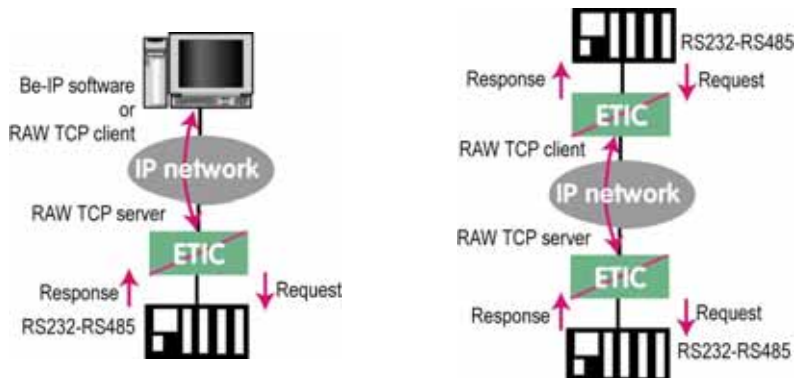 Be-IP software
or
RAW TCP client
IP network
RAW TCP server
ETIC
Response
Request
RS232-RS485
RS232-RS485
Response
Request
ETIC
RAW TCP client
IP network
RAW TCP server
ETIC
Response
Request
RS232-RS485